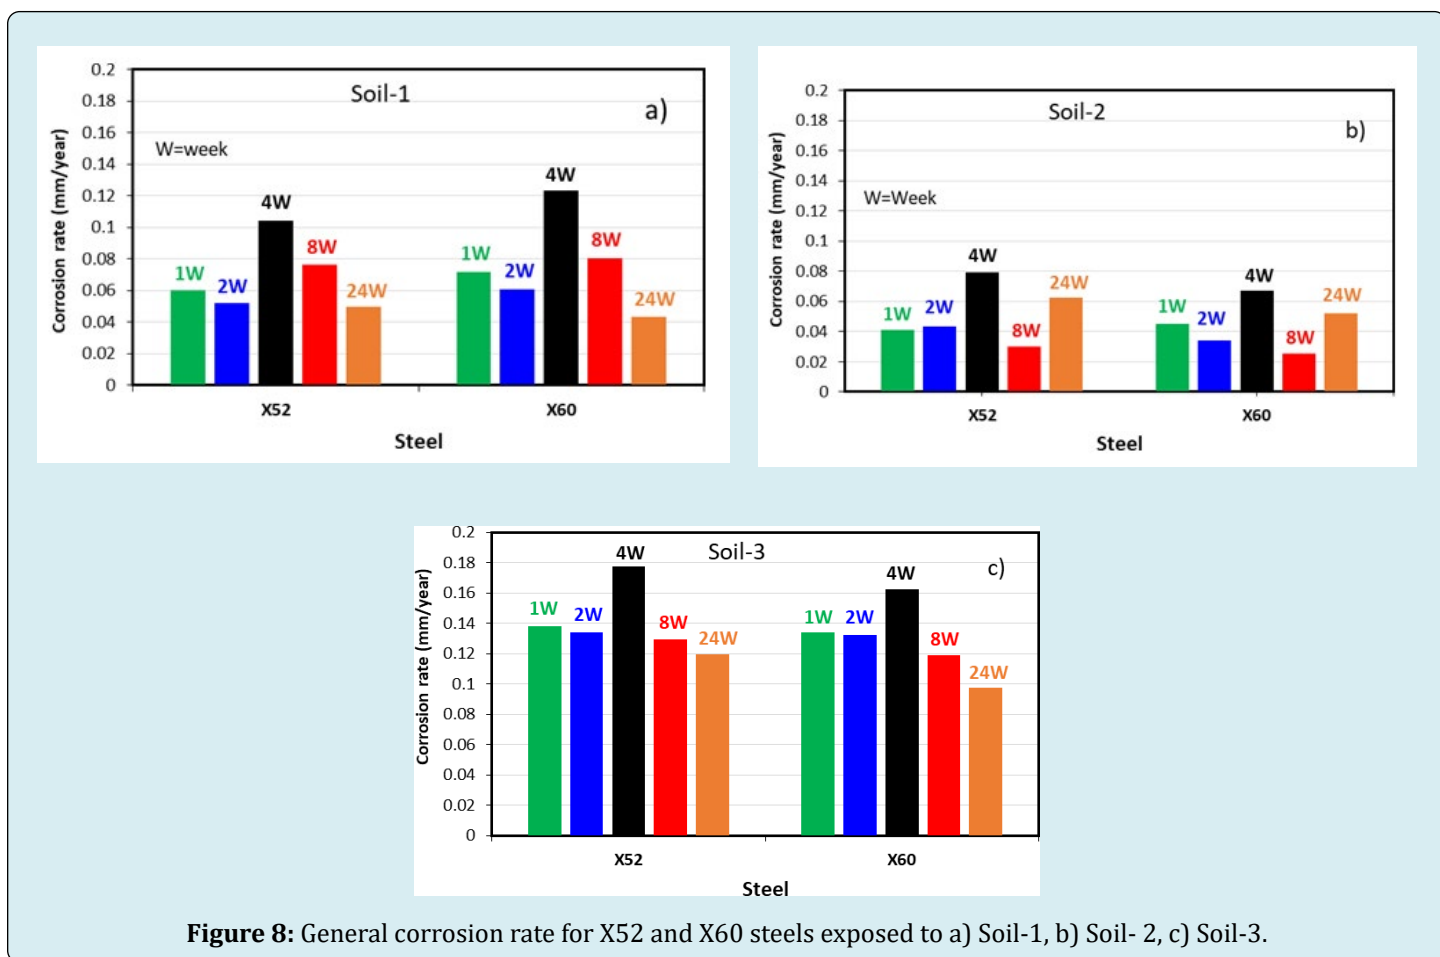 0.2
0.18
0.16
0.14
0.12
0.1
0.08
0.06
0.04
0.02
0
Corrosion rate (mm/year)
Soil-1
a)
W=week
1W
2W
4W
8W
24W
1W
2W
4W
8W
24W
X52
X60
Steel
0.2
0.18
0.16
0.14
0.12
0.1
0.08
0.06
0.04
0.02
0
Corrosion rate (mm/year)
Soil-2
b)
W=Week
1W
2W
4W
8W
24W
1W
2W
4W
8W
24W
X52
X60
Steel
0.2
0.18
0.16
0.14
0.12
0.1
0.08
0.06
0.04
0.02
0
Corrosion rate (mm/year)
Soil-3
c)
1W
2W
4W
8W
24W
1W
2W
4W
8W
24W
X52
X60
Steel
Figure 8: General corrosion rate for X52 and X60 steels exposed to a) Soil-1, b) Soil- 2, c) Soil-3.